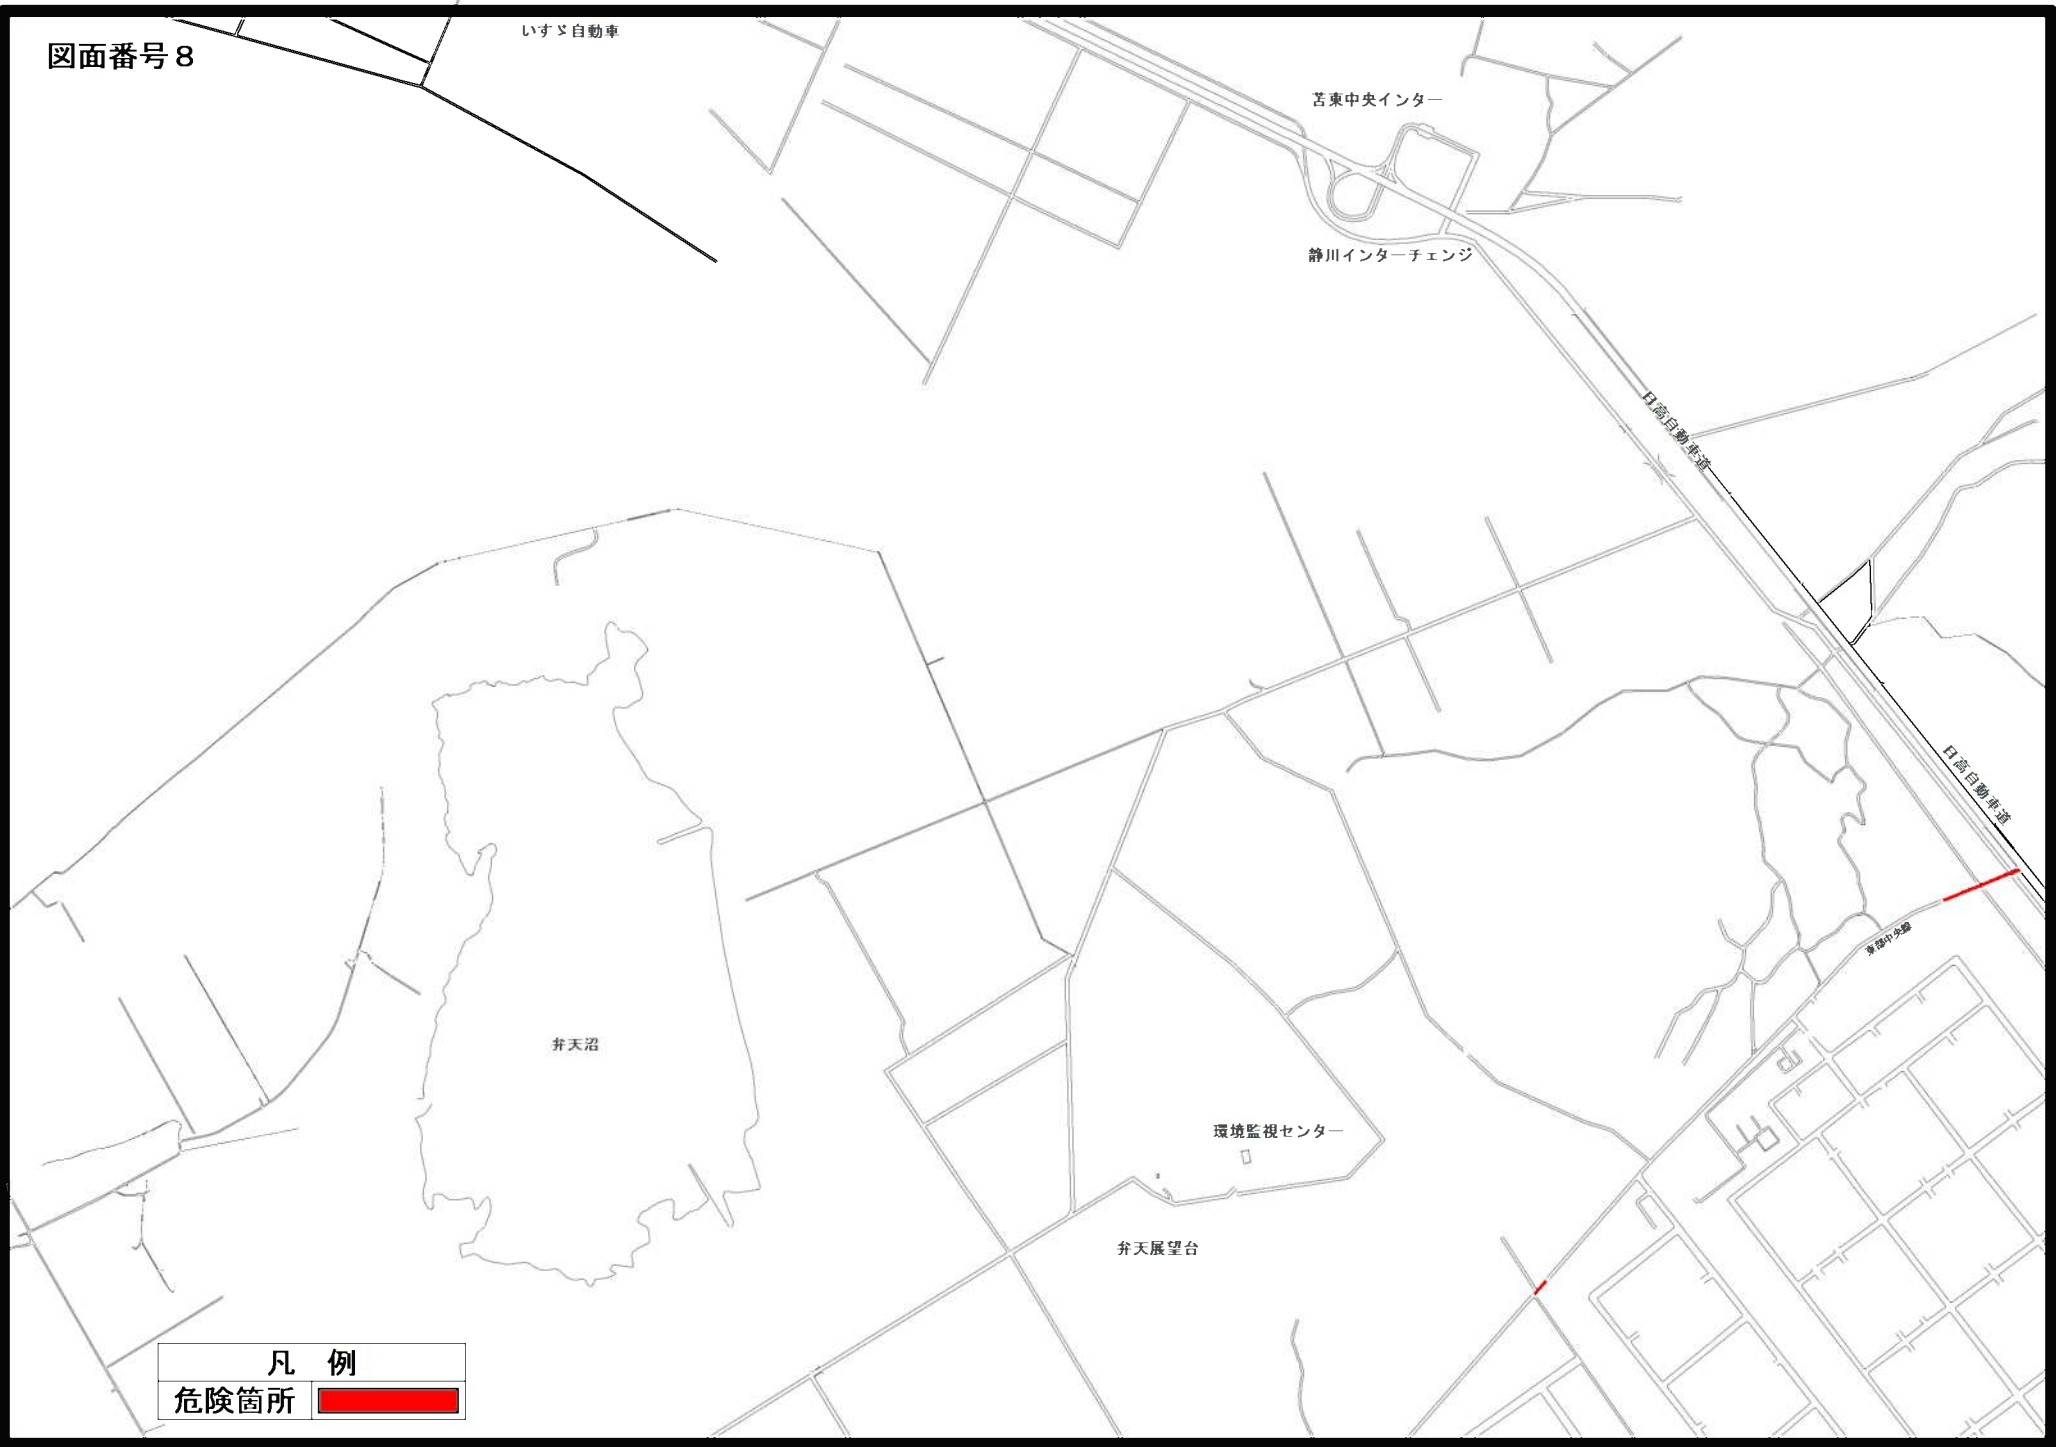 いすゞ自動車
図面番号８
苫東中央インター
静川インターチェンジ
日高自動車道
日高自動車道
東部中央線
弁天沼
環境監視センター
弁天展望台
凡 例
危険箇所